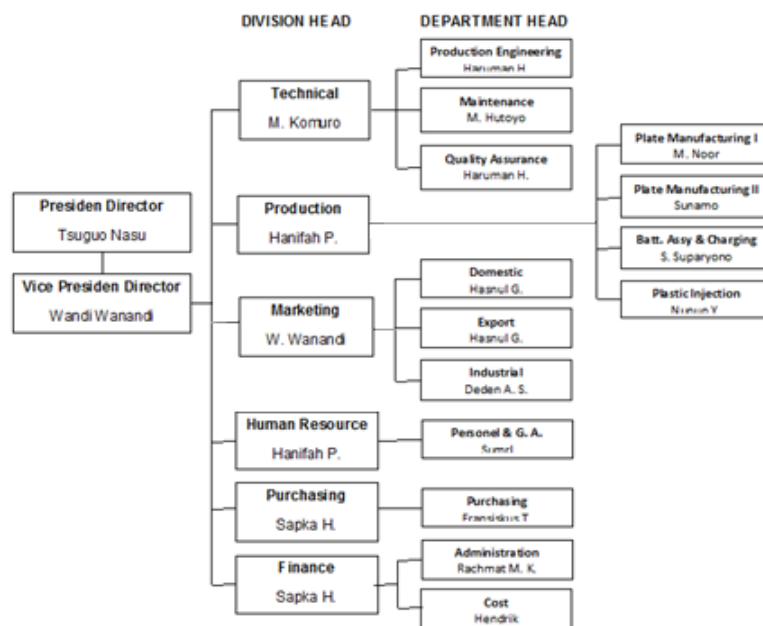 DIVISION HEAD
DEPARTMENT HEAD
Presiden Director
Tsuguo Nasu
Vice Presiden Director
Wandi Wanandi
Technical
M. Komuro
Production Engineering
Haruman H
Maintenance
M. Hutoyo
Quality Assurance
Haruman H.
Production
Hanifah P.
Plate Manufacturing I
M. Noor
Plate Manufacturing II
Sunamo
Batt. Assy & Charging
S. Suparyono
Plastic Injection
Marketing
W. Wanandi
Domestic
Hasnul G.
Export
Hasnul G.
Industrial
Deden A. S.
Human Resource
Hanifah P.
Personel & G. A.
Purchasing
Sapka H.
Purchasing
Fransiskus T
Finance
Sapka H.
Administration
Rachmat M. K.
Cost
Hendrik